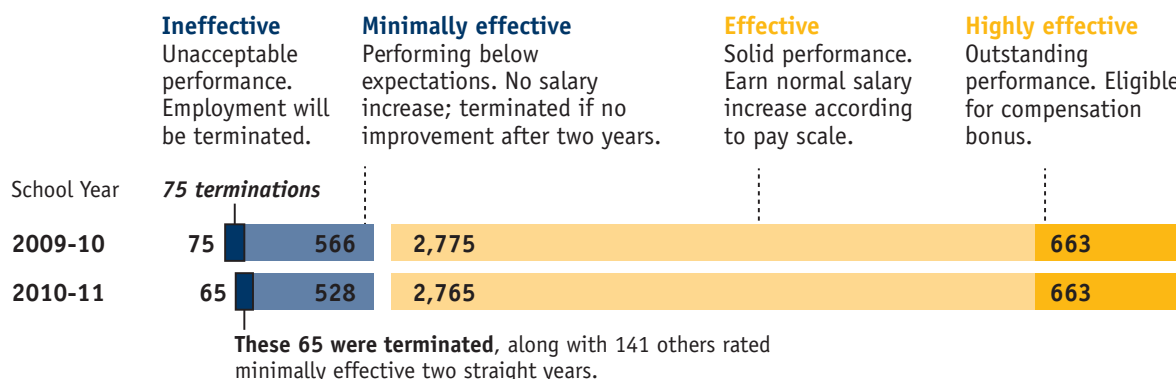 Ineffective
Unacceptable
performance.
Employment will
be terminated.
Minimally effective
Performing below
expectations. No salary
increase; terminated if no
improvement after two years.
Effective
Solid performance.
Earn normal salary
increase according
to pay scale.
Highly effective
Outstanding
performance. Eligible
for compensation
bonus.
School Year
75 terminations
2009-10 75 566 2,775 663
2010-11 65 528 2,765 663
These 65 were terminated, along with 141 others rated
minimally effective two straight years.